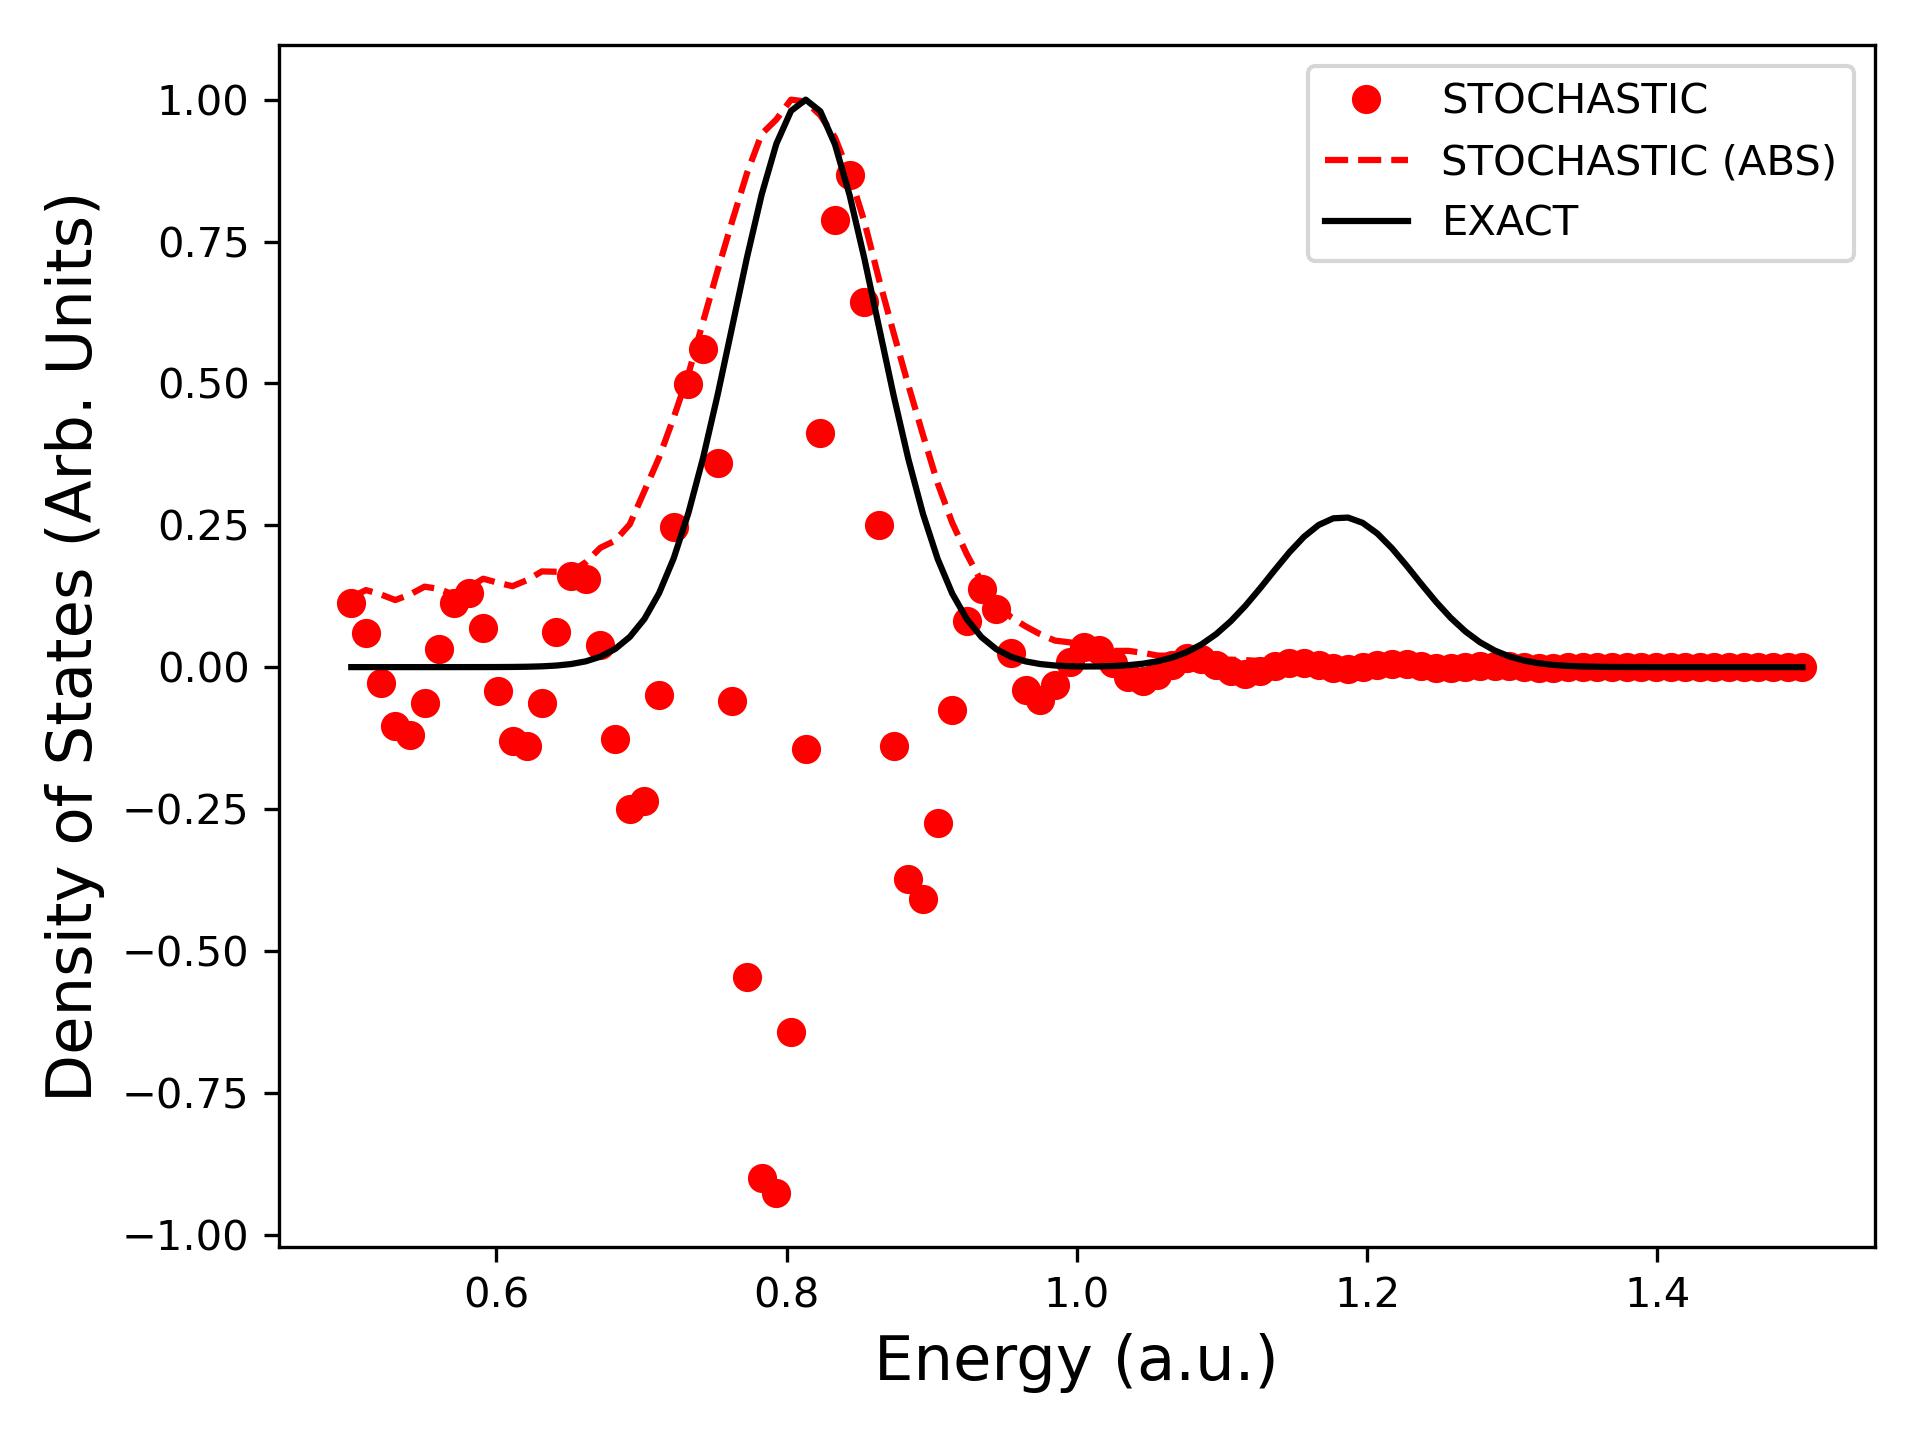 Density of States (Arb. Units)
1.00
0.75
0.50
0.25
0.00
−0.25
−0.50
−0.75
−1.00
STOCHASTIC
STOCHASTIC (ABS)
EXACT
0.6 0.8 1.0 1.2 1.4
Energy (a.u.)